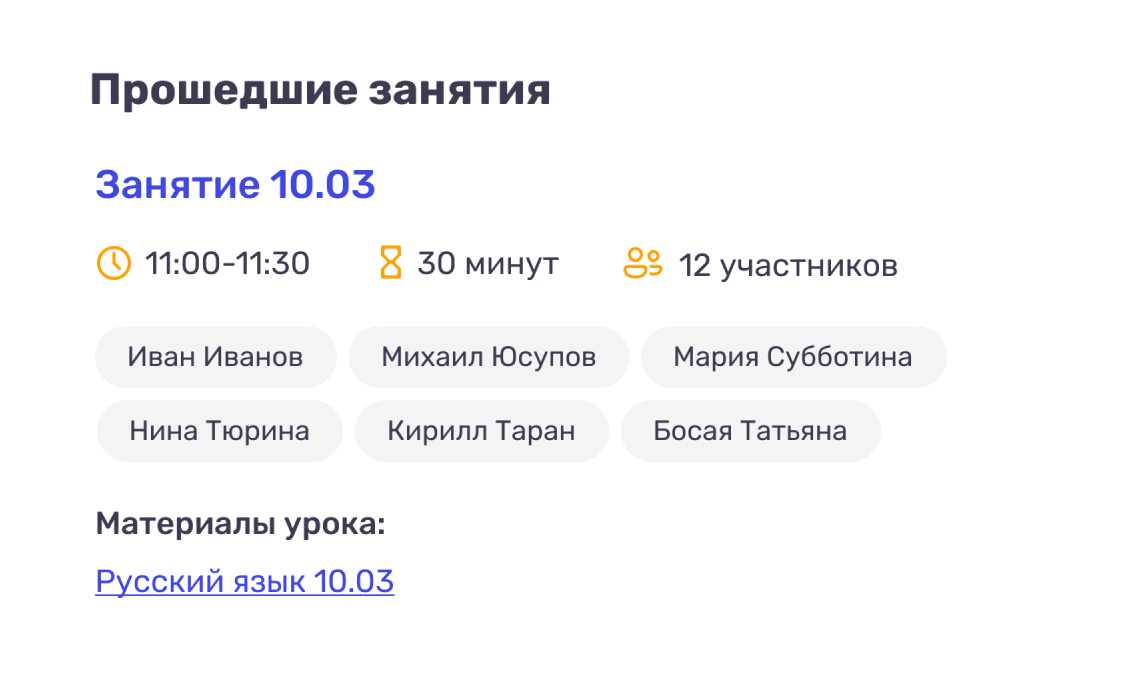 Прошедшие занятия
Занятие 10.03
11:00-11:30 30 минут 12 участников
Иван Иванов Михаил Юсупов Мария Субботина
Нина Тюрина Кирилл Таран Босая Татьяна
Материалы урока:
Русский язык 10.03